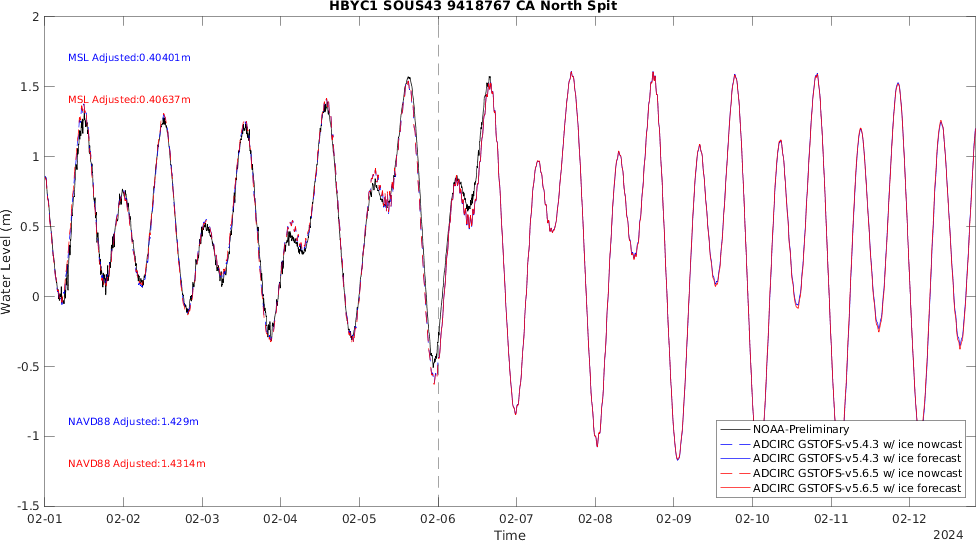 HBYC1 SOUS43 9418767 CA North Spit
2
1.5
1
0.5
0
-0.5
-1
-1.5
Water Level (m)
MSL Adjusted:0.40401m
MSL Adjusted:0.40637m
NAVD88 Adjusted:1.429m
NAVD88 Adjusted:1.4314m
NOAA-Preliminary
ADCIRC GSTOFS-v5.4.3 w/ ice nowcast
ADCIRC GSTOFS-v5.4.3 w/ ice forecast
ADCIRC GSTOFS-v5.6.5 w/ ice nowcast
ADCIRC GSTOFS-v5.6.5 w/ ice forecast
02-01 02-02 02-03 02-04 02-05 02-06 02-07 02-08 02-09 02-10 02-11 02-12
Time
2024